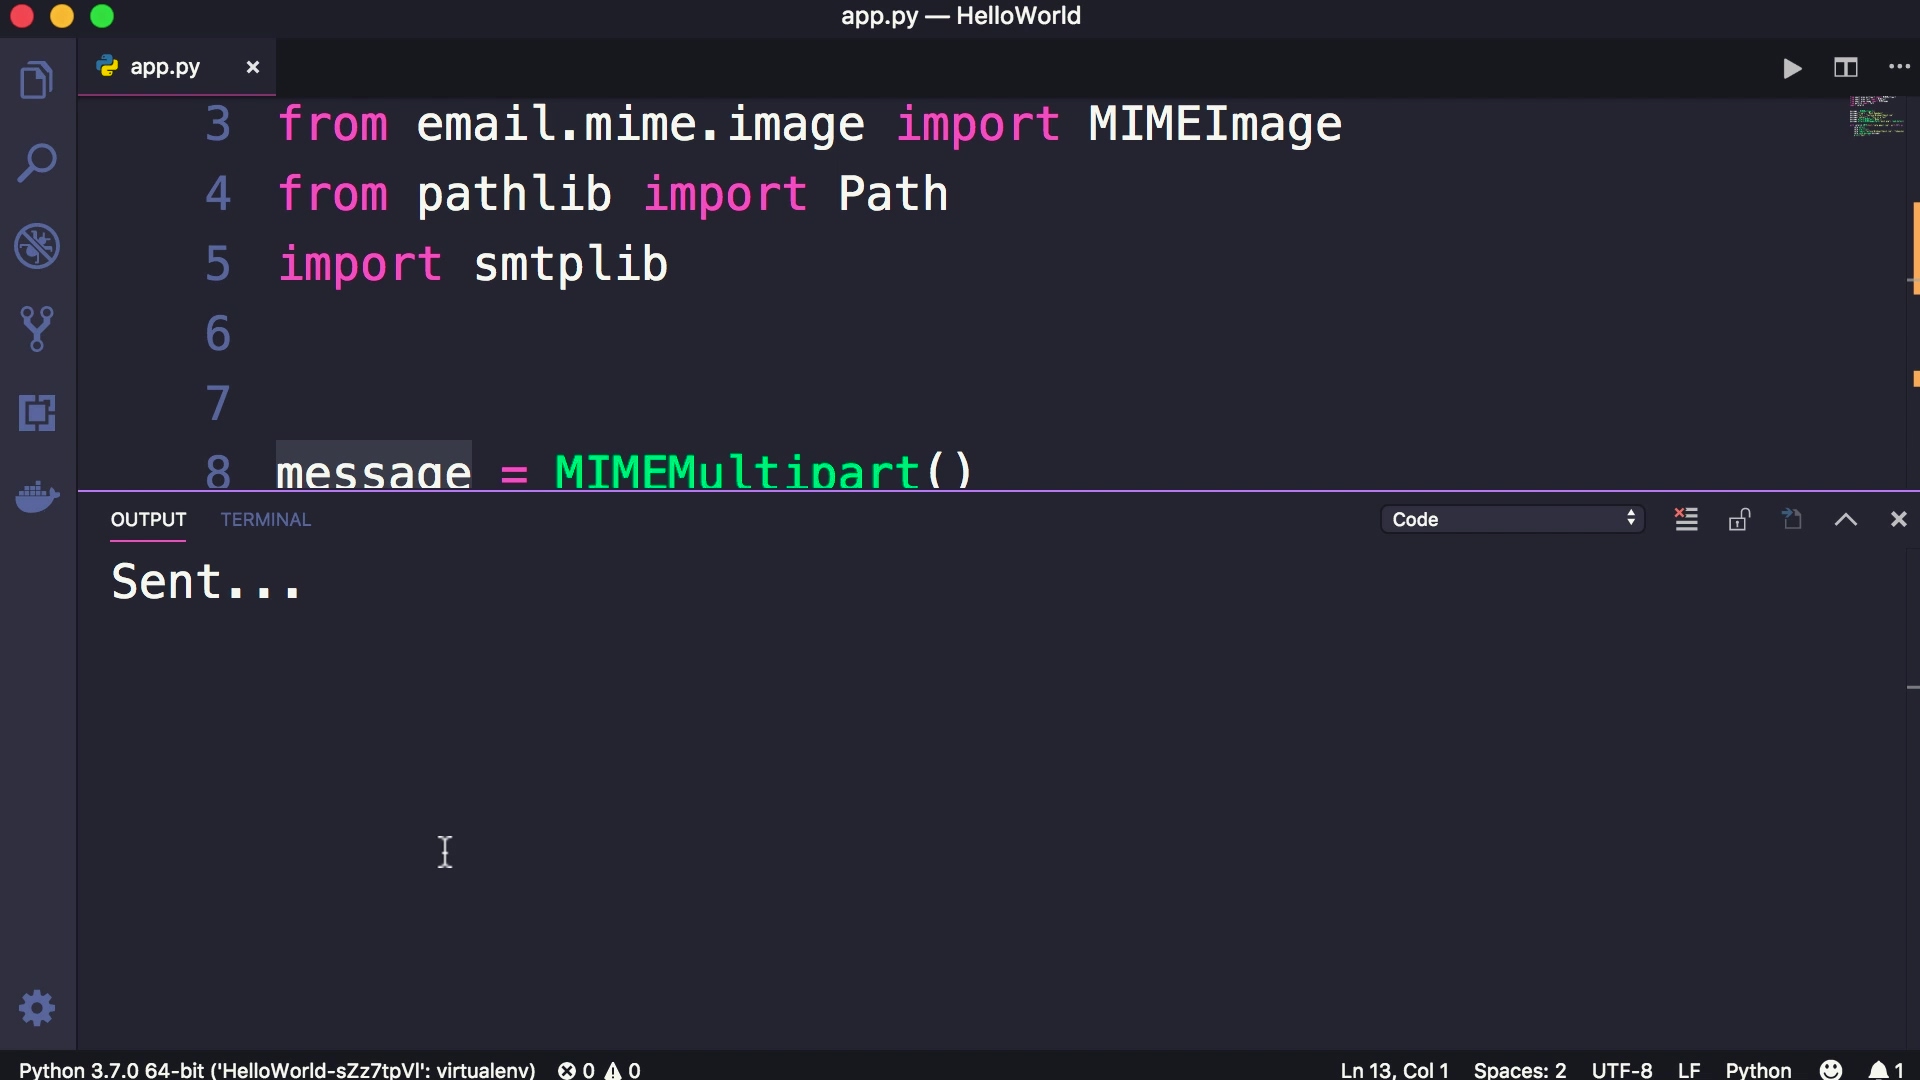 app.py — HelloWorld
app.py
3 from email.mime.image import MIMEImage
4 from pathlib import Path
5 import smtplib
6
7
8 message = MIMEMultipart()
OUTPUT TERMINAL Code
Sent...
Python 3.7.0 64-bit ('HelloWorld-sZz7tpVl': virtualenv) 0 0 Ln 13, Col 1 Spaces: 2 UTF-8 LF Python 1